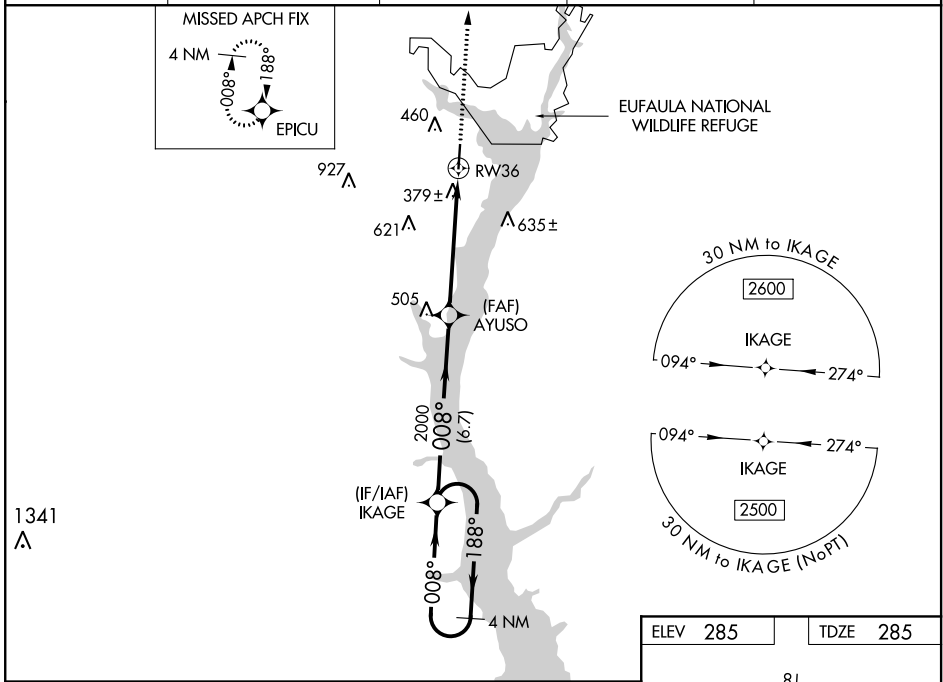 MISSED APCH FIX
4 NM
008°
188°
EPICU
460
EUFAULA NATIONAL
WILDLIFE REFUGE
927
RW36
379±
621
635±
505
(FAF)
AYUSO
30 NM to IKAGE
2600
IKAGE
094°
274°
2000
008°
(6.7)
094°
274°
IKAGE
2500
30 NM to IKAGE (NoPT)
(IF/IAF)
IKAGE
1341
008°
188°
4 NM
ELEV 285
TDZE 285